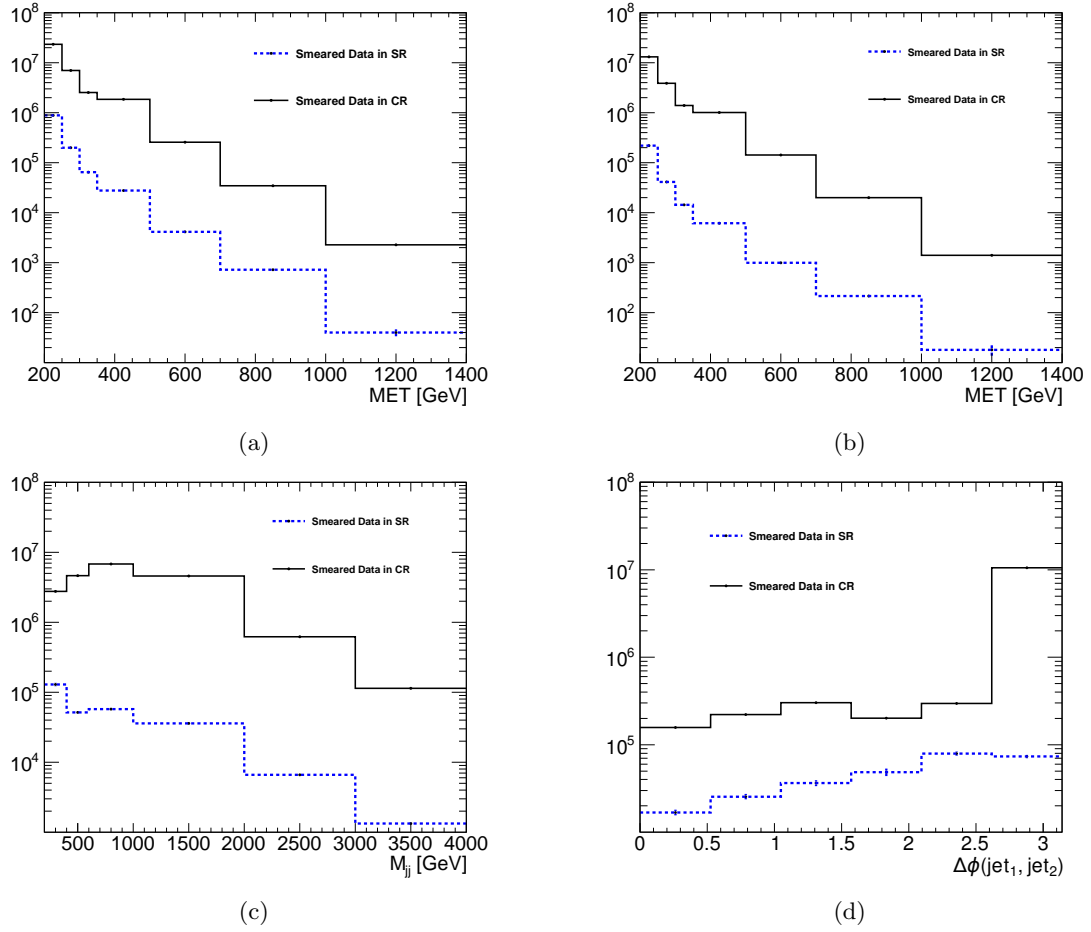 10^8
10^7
10^6
10^5
10^4
10^3
10^2
Smeared Data in SR
Smeared Data in CR
200 400 600 800 1000 1200 1400
MET [GeV]
(a)
10^8
10^7
10^6
10^5
10^4
10^3
10^2
Smeared Data in SR
Smeared Data in CR
200 400 600 800 1000 1200 1400
MET [GeV]
(b)
10^8
10^7
10^6
10^5
10^4
Smeared Data in SR
Smeared Data in CR
500 1000 1500 2000 2500 3000 3500 4000
M_jj [GeV]
(c)
10^8
10^7
10^6
10^5
Smeared Data in SR
Smeared Data in CR
0 0.5 1 1.5 2 2.5 3
Δϕ(jet₁, jet₂)
(d)